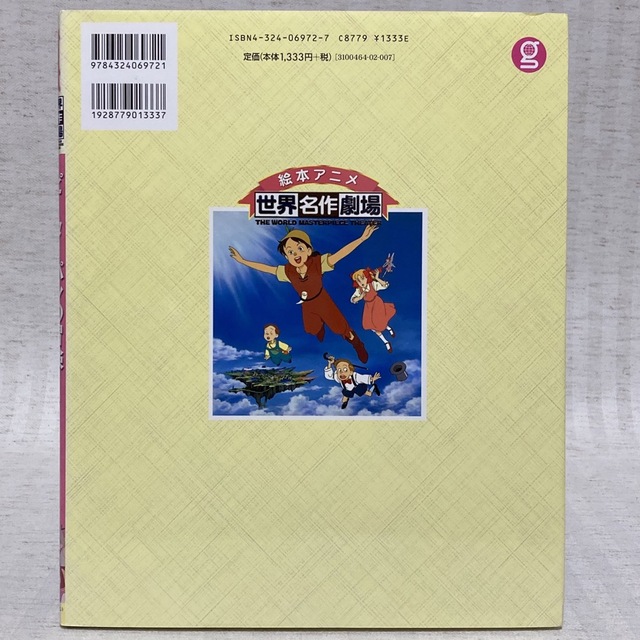 ISBN4-324-06972-7 C8779 ¥1333E
定価(本体1,333円+税) [3100464-02-007]
9784324069721
1928779013337
g
絵本アニメ
世界名作劇場
THE WORLD MASTERPIECE THEATER